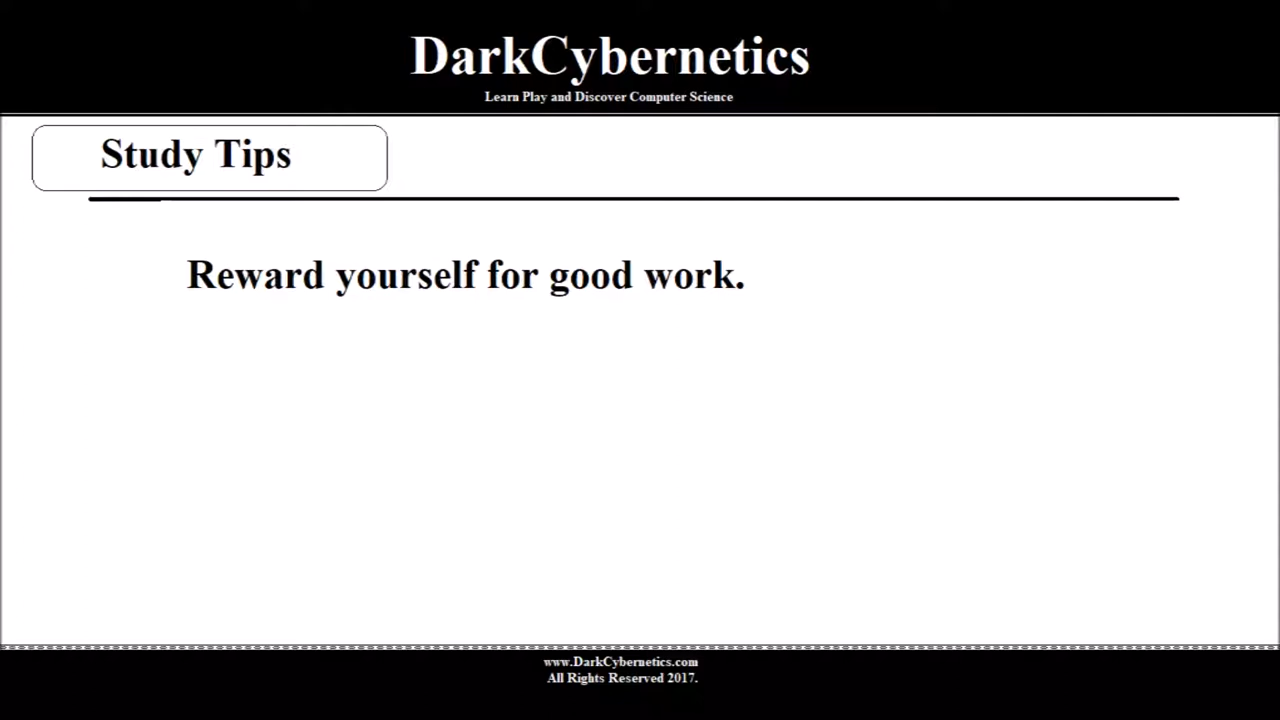 DarkCybernetics
Learn Play and Discover Computer Science
Study Tips
Reward yourself for good work.
www.DarkCybernetics.com
All Rights Reserved 2017.